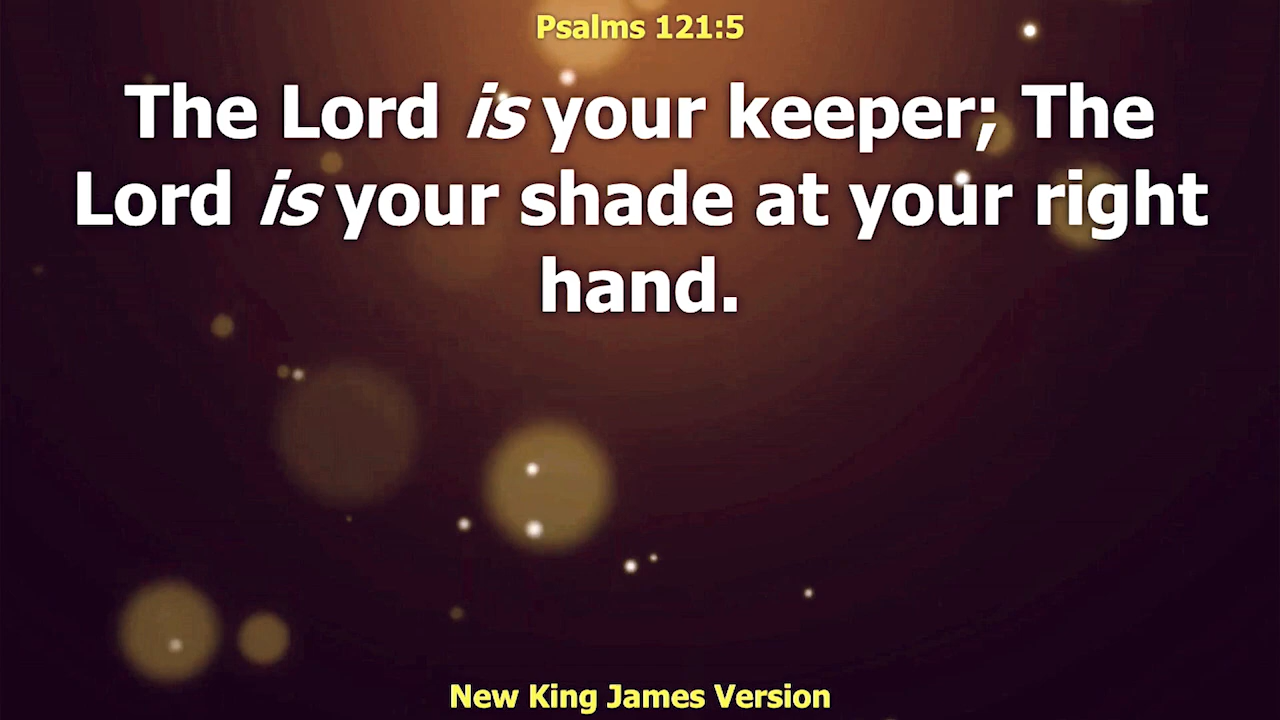 Psalms 121:5
The Lord is your keeper; The
Lord is your shade at your right
hand.
New King James Version